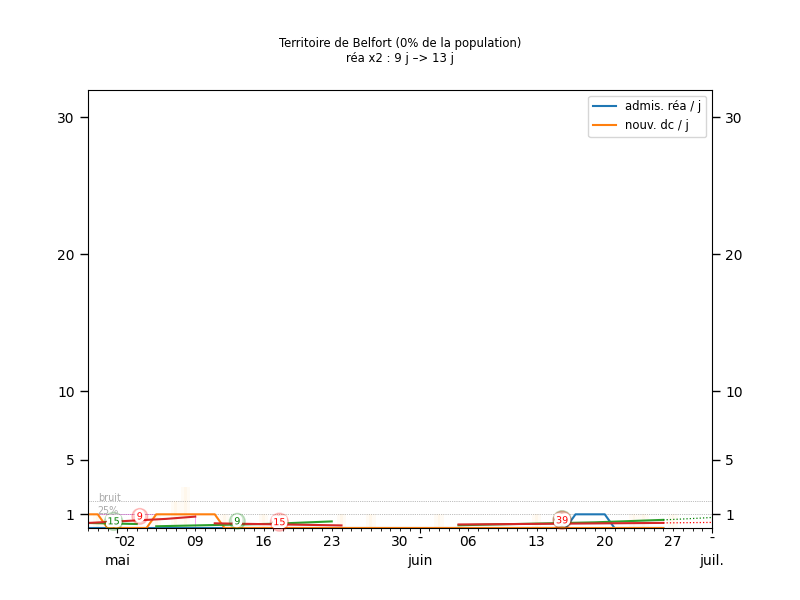 Territoire de Belfort (0% de la population)
réa x2 : 9 j –> 13 j
admis. réa / j
nouv. dc / j
30 30
20 20
10 10
5 5
bruit
25%
1 1
15 9 9 15 39
02 09 16 23 30 - 06 13 20 27 -
mai juin juil.